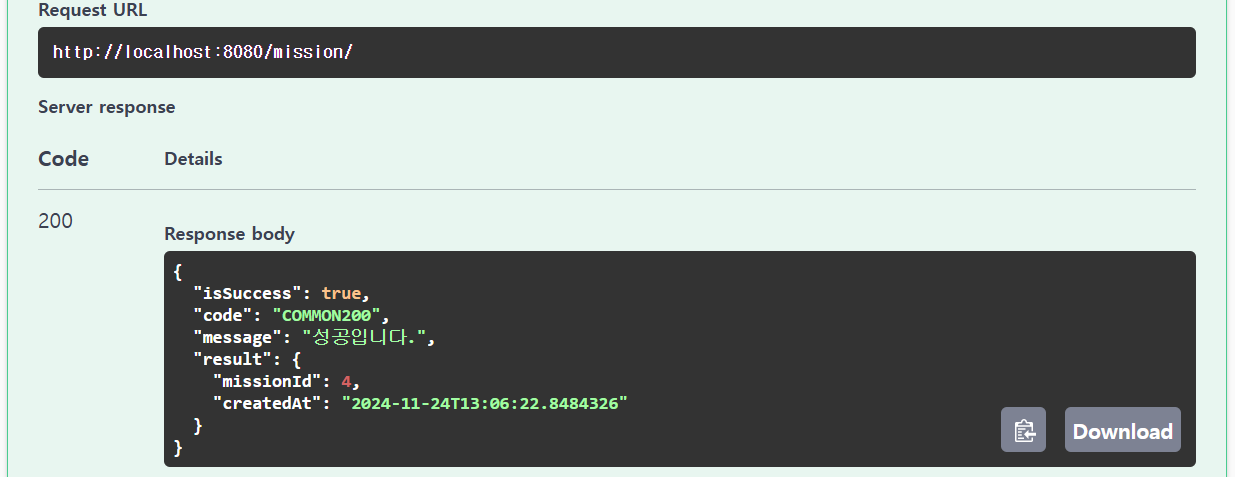 Request URL
http://localhost:8080/mission/
Server response
Code Details
200
Response body
{
"isSuccess": true,
"code": "COMMON200",
"message": "성공입니다.",
"result": {
"missionId": 4,
"createdAt": "2024-11-24T13:06:22.8484326"
}
}
Download